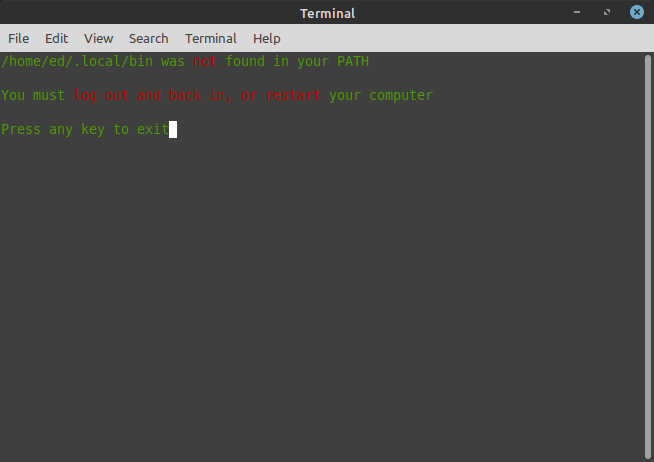 Terminal
File Edit View Search Terminal Help
/home/ed/.local/bin was not found in your PATH
You must log out and back in, or restart your computer
Press any key to exit